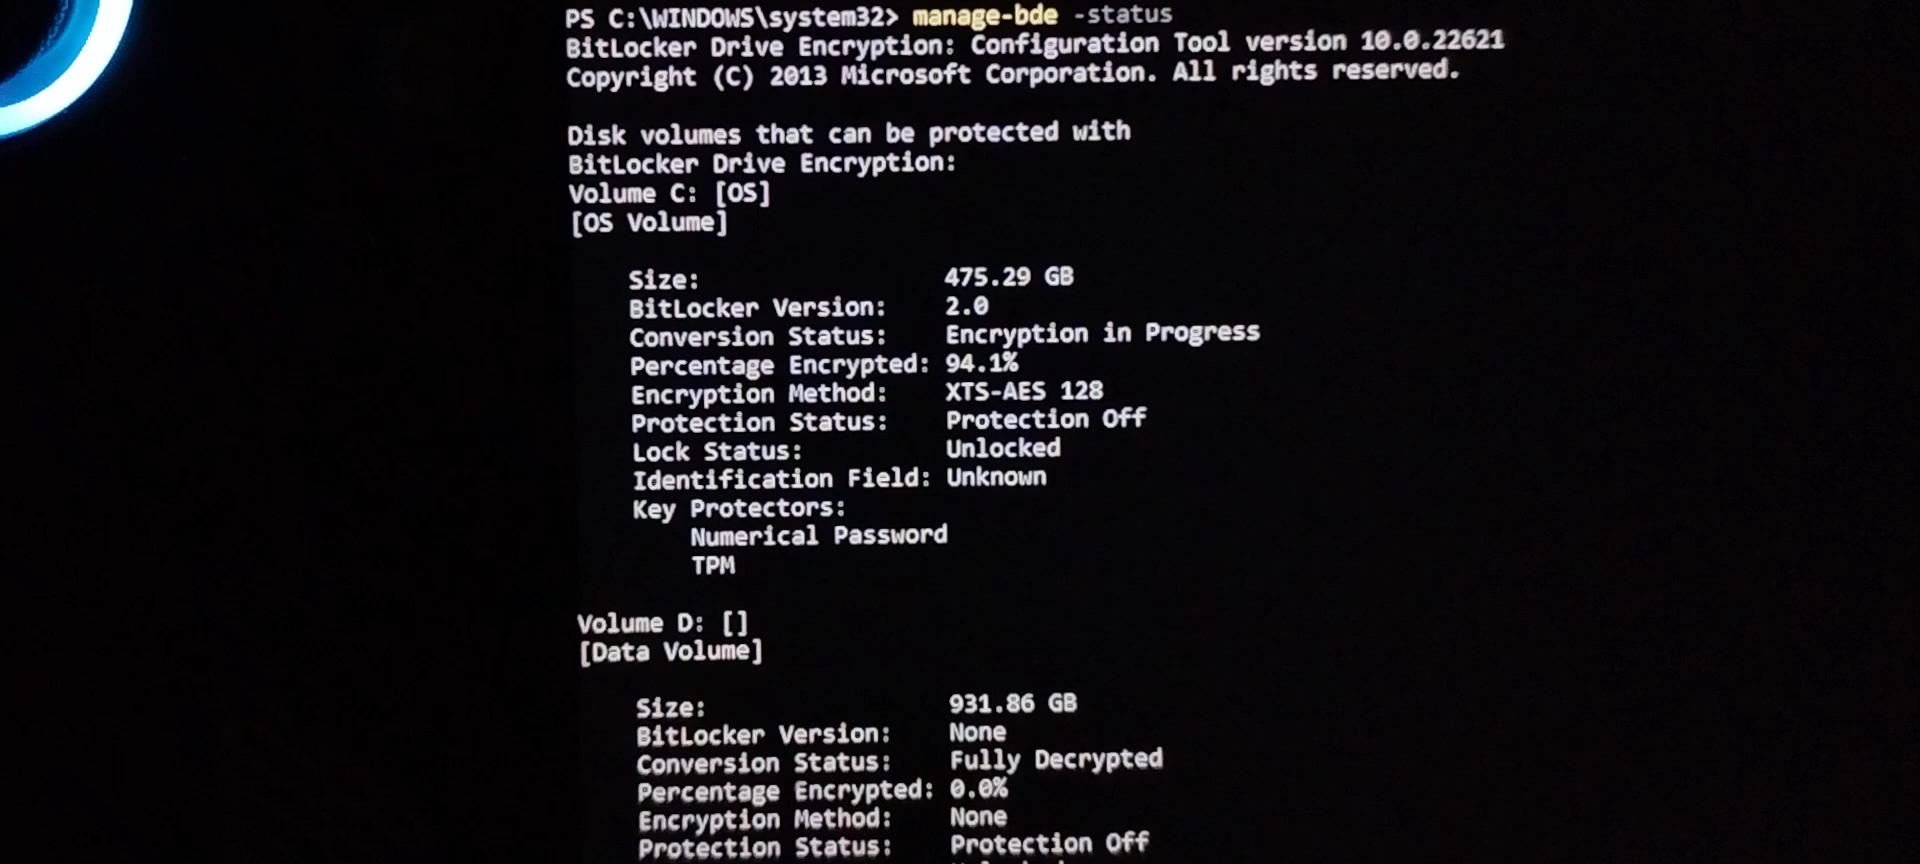 PS C:\WINDOWS\system32> manage-bde -status
BitLocker Drive Encryption: Configuration Tool version 10.0.22621
Copyright (C) 2013 Microsoft Corporation. All rights reserved.
Disk volumes that can be protected with
BitLocker Drive Encryption:
Volume C: [OS]
[OS Volume]
Size: 475.29 GB
BitLocker Version: 2.0
Conversion Status: Encryption in Progress
Percentage Encrypted: 94.1%
Encryption Method: XTS-AES 128
Protection Status: Protection Off
Lock Status: Unlocked
Identification Field: Unknown
Key Protectors:
Numerical Password
TPM
Volume D: []
[Data Volume]
Size: 931.86 GB
BitLocker Version: None
Conversion Status: Fully Decrypted
Percentage Encrypted: 0.0%
Encryption Method: None
Protection Status: Protection Off